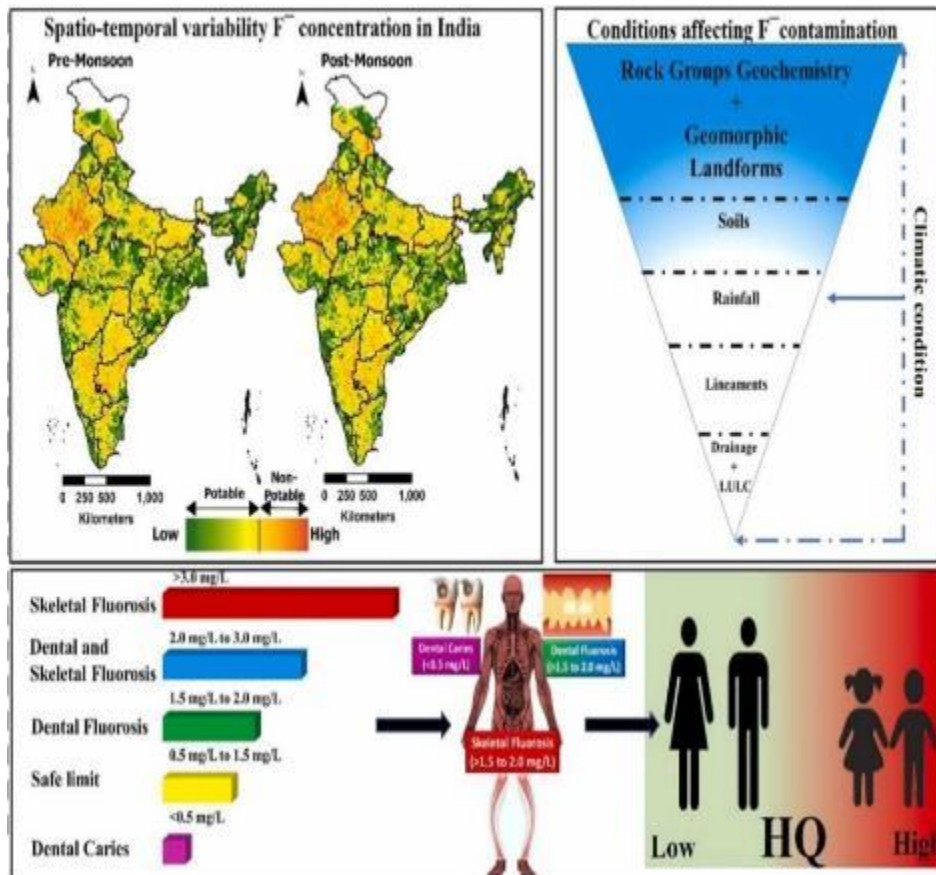 Spatio-temporal variability F⁻ concentration in India
Pre-Monsoon
Post-Monsoon
0 250 500 1,000
Kilometers
0 250 500 1,000
Kilometers
Potable
Non-
Potable
Low
High
Conditions affecting F⁻ contamination
Rock Groups Geochemistry
+
Geomorphic
Landforms
Soils
Rainfall
Lineaments
Drainage
+
LULC
Climatic condition
>3.0 mg/L
Skeletal Fluorosis
2.0 mg/L to 3.0 mg/L
Dental and
Skeletal Fluorosis
1.5 mg/L to 2.0 mg/L
Dental Fluorosis
0.5 mg/L to 1.5 mg/L
Safe limit
<0.5 mg/L
Dental Caries
Dental Caries
(<0.5 mg/L)
Dental Fluorosis
(>1.5 to 2.0 mg/L)
Skeletal Fluorosis
(>1.5 to 2.0 mg/L)
Low
HQ
High